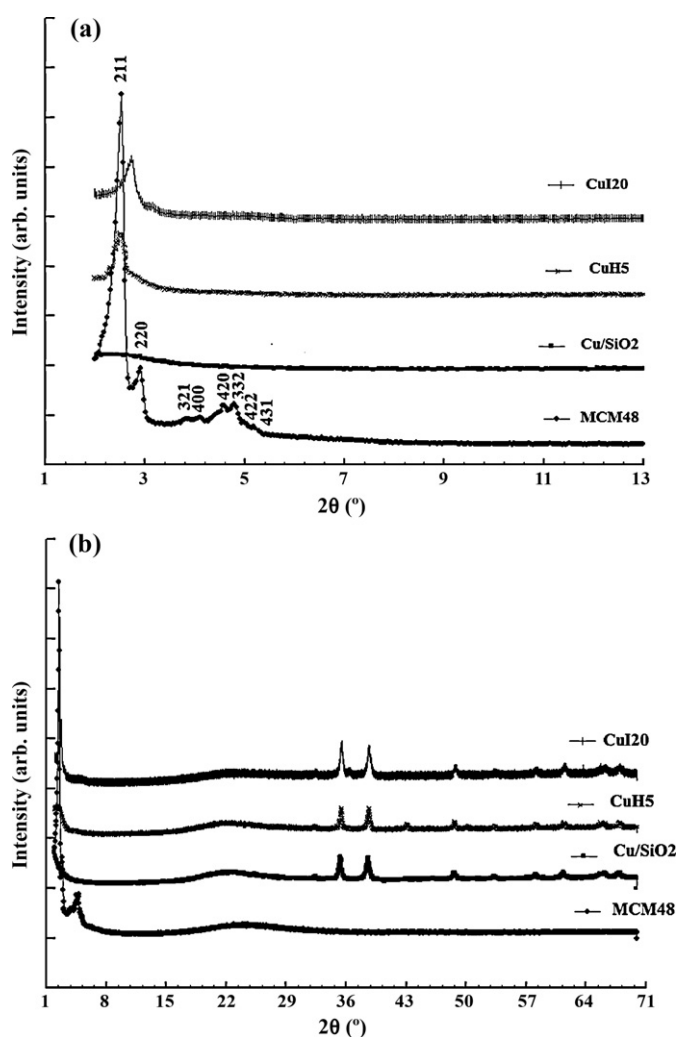 (a)
211
220
321
400
420
332
422
431
CuI20
CuH5
Cu/SiO2
MCM48
Intensity (arb. units)
1 3 5 7 9 11 13
2θ (º)
(b)
CuI20
CuH5
Cu/SiO2
MCM48
Intensity (arb. units)
1 8 15 22 29 36 43 50 57 64 71
2θ (º)